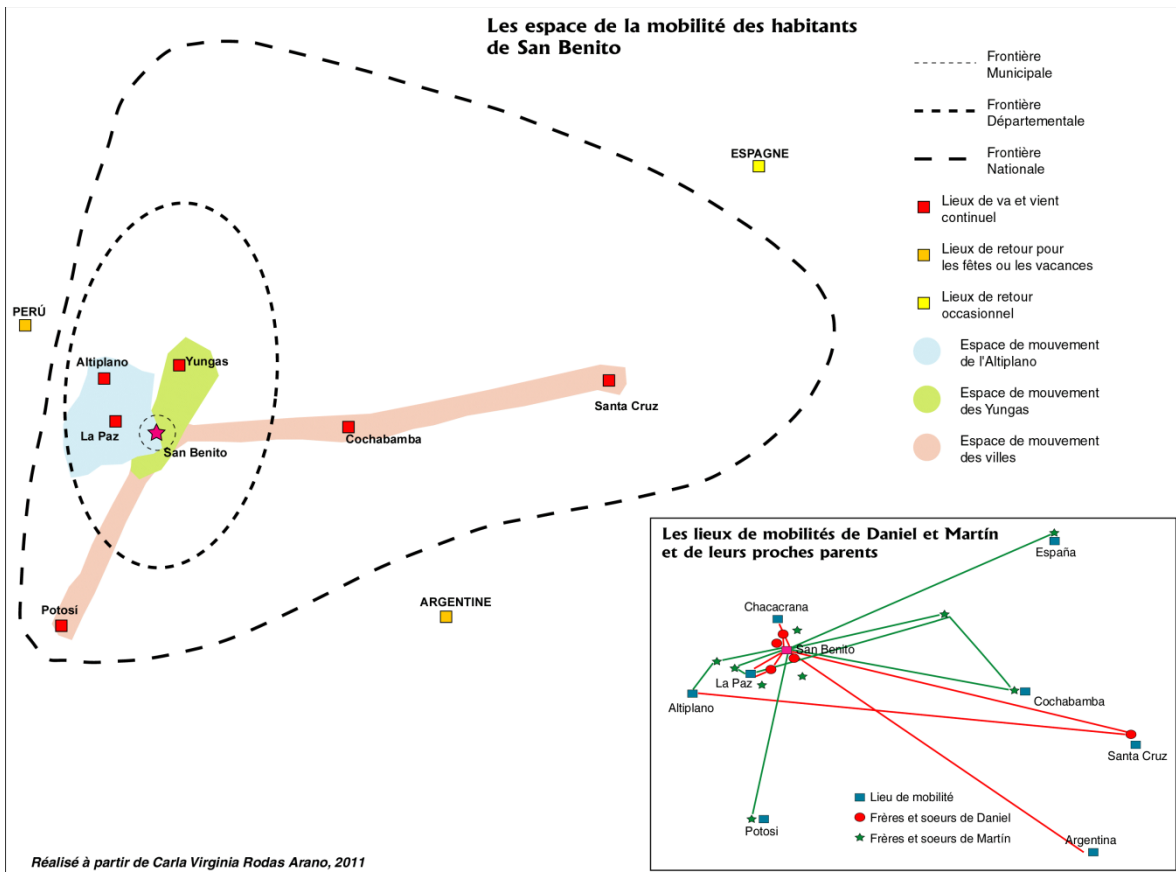 Les espace de la mobilité des habitants
de San Benito
Frontière
Municipale
Frontière
Départementale
Frontière
Nationale
Lieux de va et vient
continuel
Lieux de retour pour
les fêtes ou les vacances
Lieux de retour
occasionnel
Espace de mouvement
de l'Altiplano
Espace de mouvement
des Yungas
Espace de mouvement
des villes
ESPAGNE
PERÚ
Altiplano
Yungas
La Paz
San Benito
Cochabamba
Santa Cruz
Potosí
ARGENTINE
Les lieux de mobilités de Daniel et Martín
et de leurs proches parents
España
Chacacrana
San Benito
La Paz
Altiplano
Cochabamba
Santa Cruz
Potosi
Argentina
Lieu de mobilité
Frères et soeurs de Daniel
Frères et soeurs de Martín
Réalisé à partir de Carla Virginia Rodas Arano, 2011